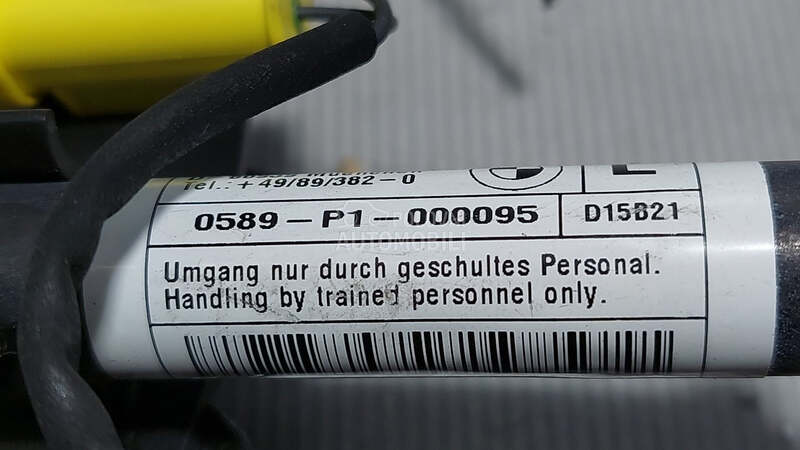 Tel.: +49/89/382-0
0589-P1-000095
D15B21
AUTOMOBILI
Umgang nur durch geschultes Personal.
Handling by trained personnel only.